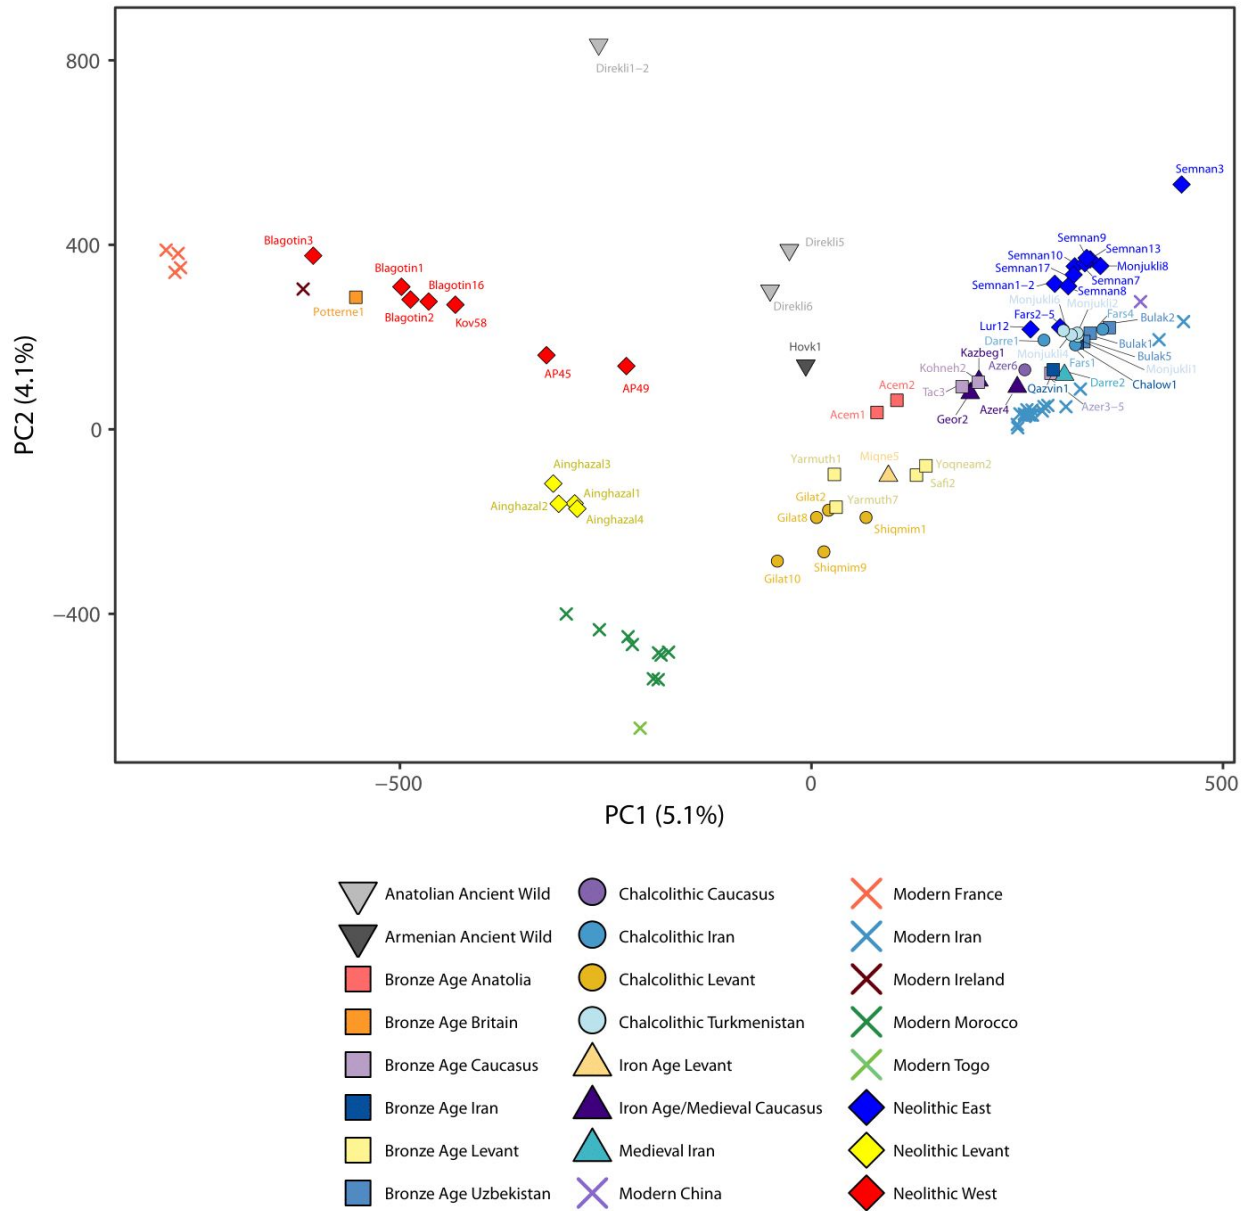 800
Direkli1−2
Semnan3
400
Blagotin3
Direkli5
Semnan9
Semnan10
Semnan13
Blagotin1
Semnan17
Monjukli8
Blagotin16
Semnan7
Semnan1−2
Semnan8
Potterne1
Blagotin2
Kov58
Direkli6
Monjukli6
Monjukli2
Fars2−5
Fars4
Bulak2
Lur12
Darre1
Bulak1
Hovk1
Kazbeg1
Monjukli4
Bulak5
AP45
Kohneh2
Azer6
Fars1
Monjukli1
AP49
Acem2
Tac3
Qazvin1
Darre2
Chalow1
Acem1
Geor2
Azer4
Azer3−5
0
Ainghazal3
Yarmuth1
Miqne5
Yoqneam2
Safi2
Ainghazal1
Ainghazal2
Gilat2
Yarmuth7
Ainghazal4
Gilat8
Shiqmim1
Gilat10
Shiqmim9
−400
PC2 (4.1%)
−500
0
500
PC1 (5.1%)
Anatolian Ancient Wild
Armenian Ancient Wild
Bronze Age Anatolia
Bronze Age Britain
Bronze Age Caucasus
Bronze Age Iran
Bronze Age Levant
Bronze Age Uzbekistan
Chalcolithic Caucasus
Chalcolithic Iran
Chalcolithic Levant
Chalcolithic Turkmenistan
Iron Age Levant
Iron Age/Medieval Caucasus
Medieval Iran
Modern China
Modern France
Modern Iran
Modern Ireland
Modern Morocco
Modern Togo
Neolithic East
Neolithic Levant
Neolithic West